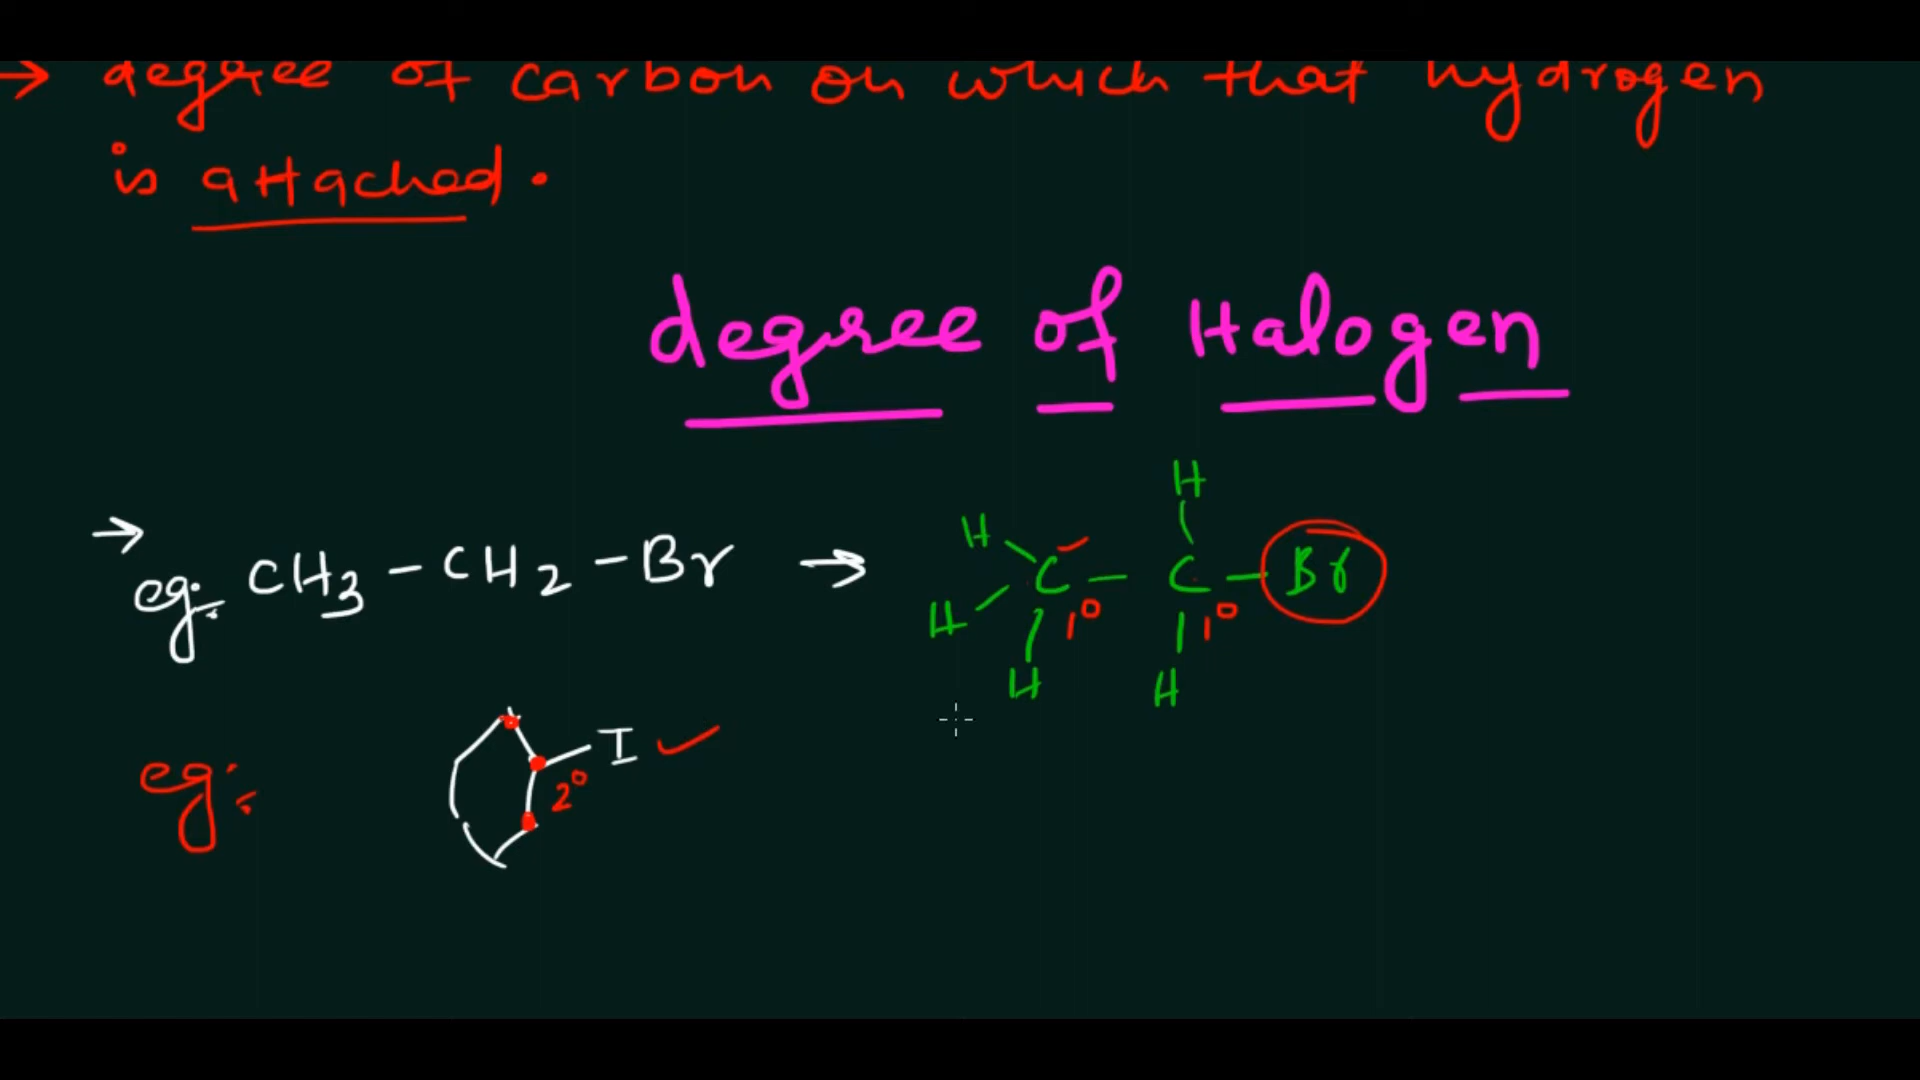 → degree of carbon on which that hydrogen
is attached.
degree of Halogen
→
eg:- CH3 - CH2 - Br →
H
H
C - C - Br
H
1° 1°
H H
eg:-
I ✓
2°